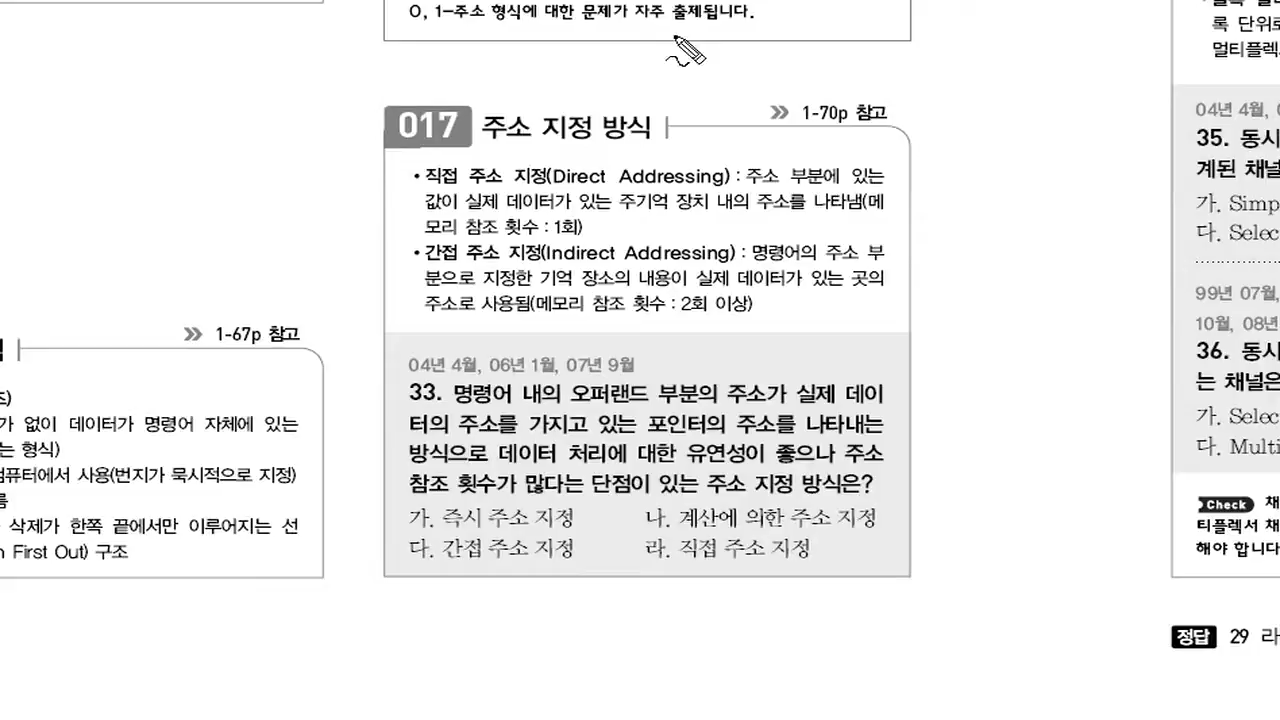 1-67p 참고
가 없이 데이터가 명령어 자체에 있는
는 형식)
컴퓨터에서 사용(번지가 묵시적으로 지정)
삭제가 한쪽 끝에서만 이루어지는 선
First Out) 구조
0, 1-주소 형식에 대한 문제가 자주 출제됩니다.
017 주소 지정 방식
1-70p 참고
• 직접 주소 지정(Direct Addressing) : 주소 부분에 있는
값이 실제 데이터가 있는 주기억 장치 내의 주소를 나타냄(메
모리 참조 횟수 : 1회)
• 간접 주소 지정(Indirect Addressing) : 명령어의 주소 부
분으로 지정한 기억 장소의 내용이 실제 데이터가 있는 곳의
주소로 사용됨(메모리 참조 횟수 : 2회 이상)
04년 4월, 06년 1월, 07년 9월
33. 명령어 내의 오퍼랜드 부분의 주소가 실제 데이
터의 주소를 가지고 있는 포인터의 주소를 나타내는
방식으로 데이터 처리에 대한 유연성이 좋으나 주소
참조 횟수가 많다는 단점이 있는 주소 지정 방식은?
가. 즉시 주소 지정 나. 계산에 의한 주소 지정
다. 간접 주소 지정 라. 직접 주소 지정
록 단위로
멀티플렉
04년 4월,
35. 동시
계된 채널
가. Simp
다. Selec
99년 07월,
10월, 08년
36. 동시
는 채널은
가. Selec
다. Multi
Check 채
티플렉서 채
해야 합니다
정답 29 라